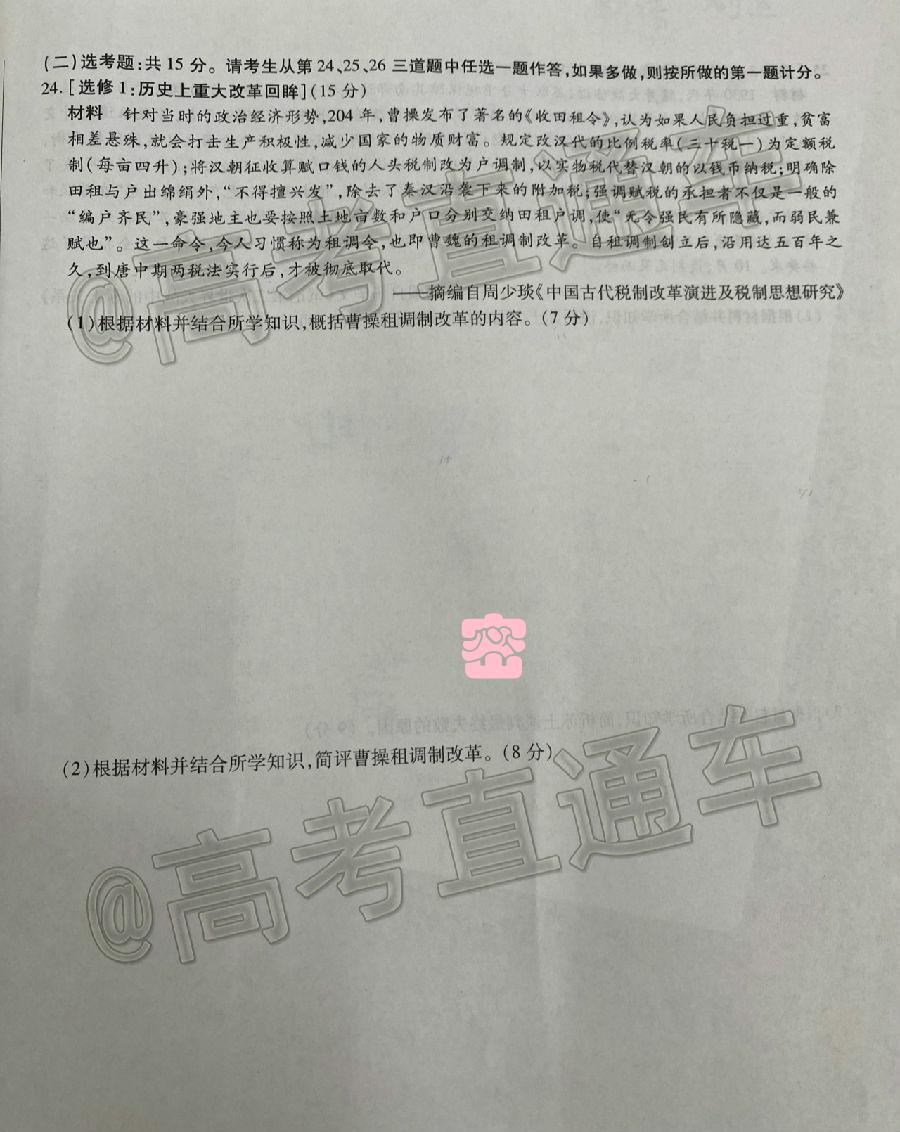 (二)选考题:共15分。请考生从第24、25、26三道题中任选一题作答,如果多做,则按所做的第一题计分。
24.[选修1:历史上重大改革回眸](15分)
材料 针对当时的政治经济形势,204年,曹操发布了著名的《收田租令》,认为如果人民负担过重,贫富
相差悬殊,就会打击生产积极性,减少国家的物质财富。规定改汉代的比例税率(三十税一)为定额税
制(每亩四升);将汉朝征收算赋口钱的人头税制改为户调制,以实物税代替汉朝的以钱币纳税;明确除
田租与户出绵绢外,“不得擅兴发”,除去了秦汉沿袭下来的附加税;强调赋税的承担者不仅是一般的
“编户齐民”,豪强地主也要按照土地亩数和户口分别交纳田租户调,使“无令强民有所隐藏,而弱民兼
赋也”。这一命令,今人习惯称为租调令,也即曹魏的租调制改革。自租调制创立后,沿用达五百年之
久,到唐中期两税法实行后,才被彻底取代。
——摘编自周少琰《中国古代税制改革演进及税制思想研究》
(1)根据材料并结合所学知识,概括曹操租调制改革的内容。(7分)
@高考直通车
密
(2)根据材料并结合所学知识,简评曹操租调制改革。(8分)
@高考直通车